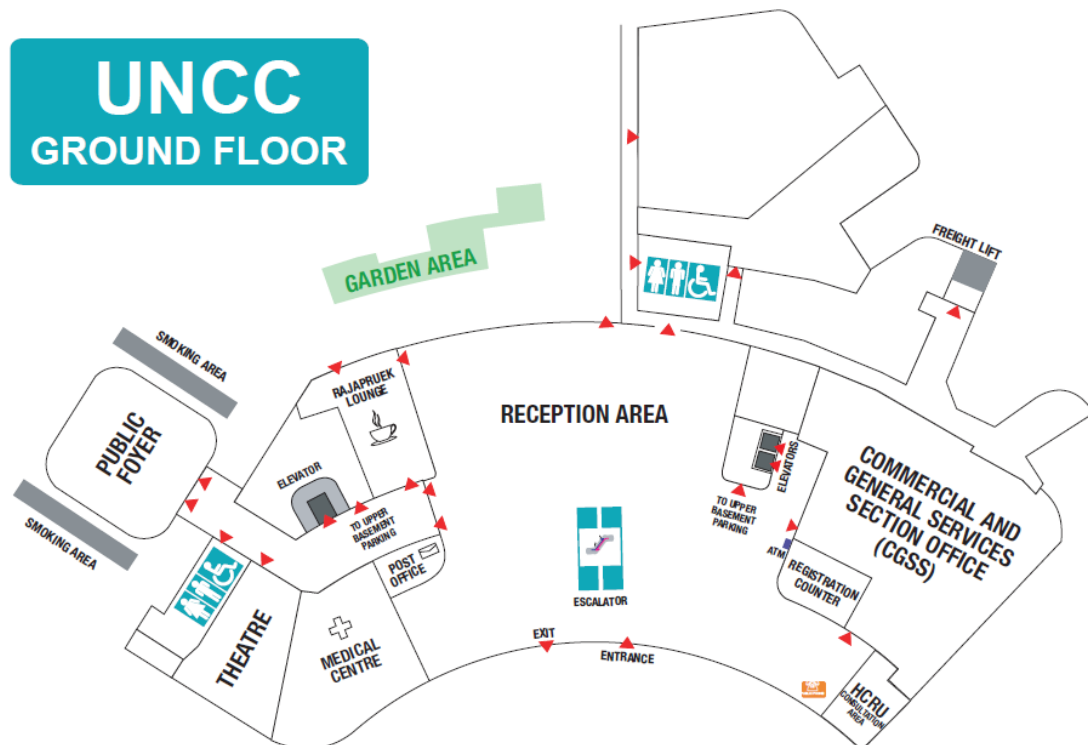 UNCC
GROUND FLOOR
GARDEN AREA
FREIGHT LIFT
SMOKING AREA
RAJAPRUEK
LOUNGE
RECEPTION AREA
PUBLIC
FOYER
ELEVATOR
ELEVATORS
COMMERCIAL AND
GENERAL SERVICES
SECTION OFFICE
(CGSS)
SMOKING AREA
TO UPPER
BASEMENT
PARKING
TO UPPER
BASEMENT
PARKING
POST
OFFICE
ATM
REGISTRATION
COUNTER
ESCALATOR
THEATRE
MEDICAL
CENTRE
EXIT
ENTRANCE
HCRU
CONSULTATION
AREA